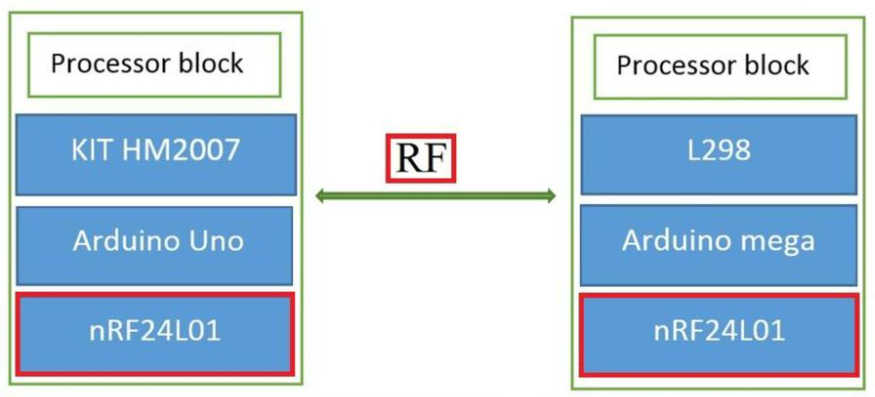 Processor block
KIT HM2007
Arduino Uno
nRF24L01
RF
Processor block
L298
Arduino mega
nRF24L01